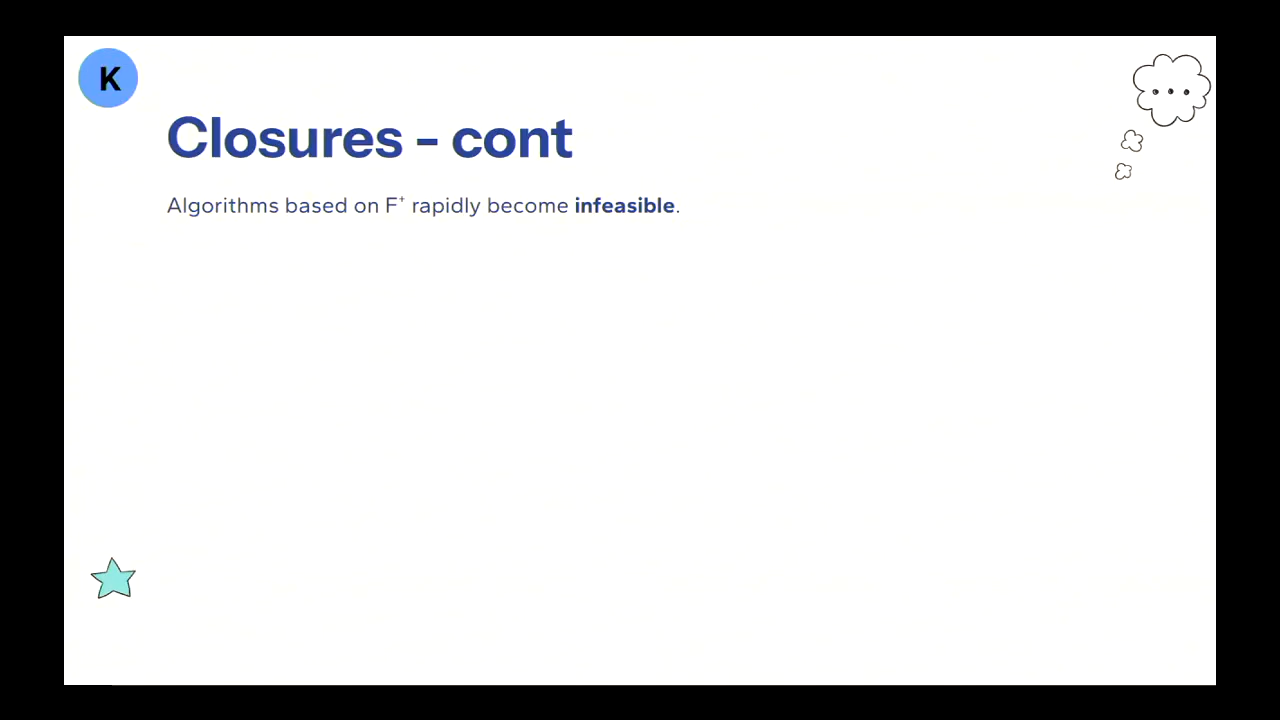 K
Closures - cont
Algorithms based on F⁺ rapidly become infeasible.